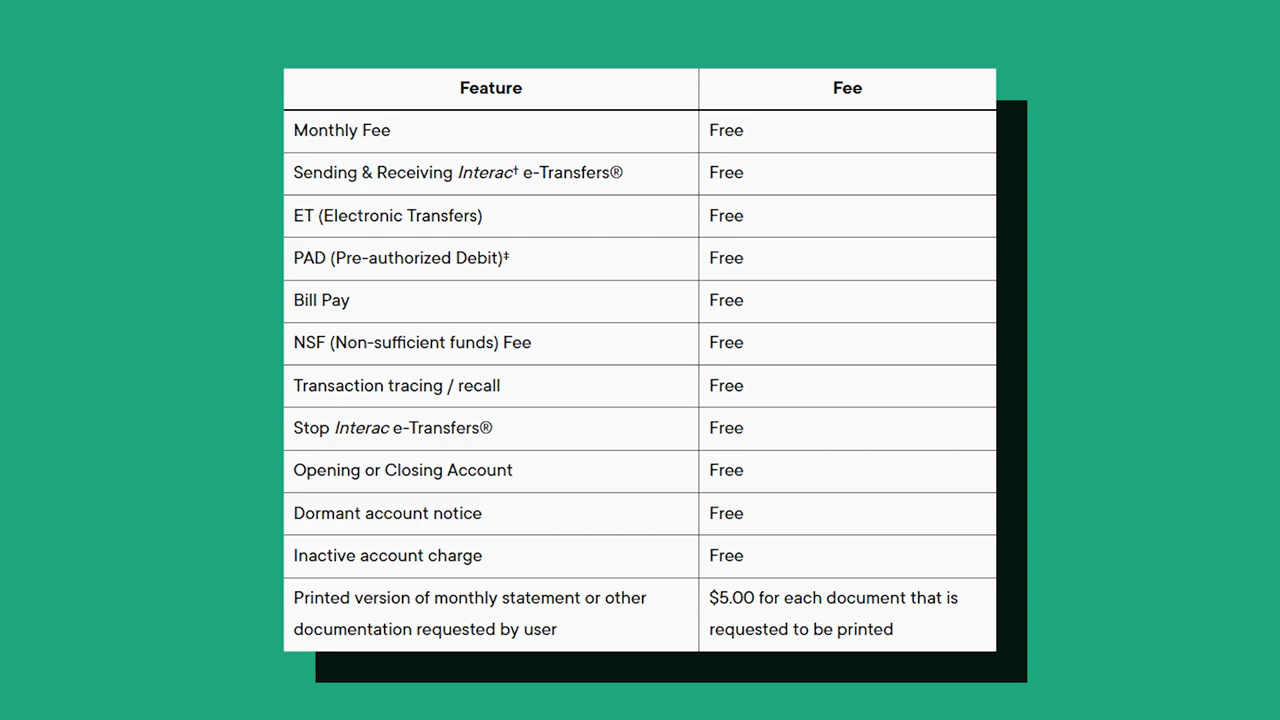 Feature Fee
Monthly Fee Free
Sending & Receiving Interac† e-Transfers® Free
ET (Electronic Transfers) Free
PAD (Pre-authorized Debit)‡ Free
Bill Pay Free
NSF (Non-sufficient funds) Fee Free
Transaction tracing / recall Free
Stop Interac e-Transfers® Free
Opening or Closing Account Free
Dormant account notice Free
Inactive account charge Free
Printed version of monthly statement or other
documentation requested by user
$5.00 for each document that is
requested to be printed